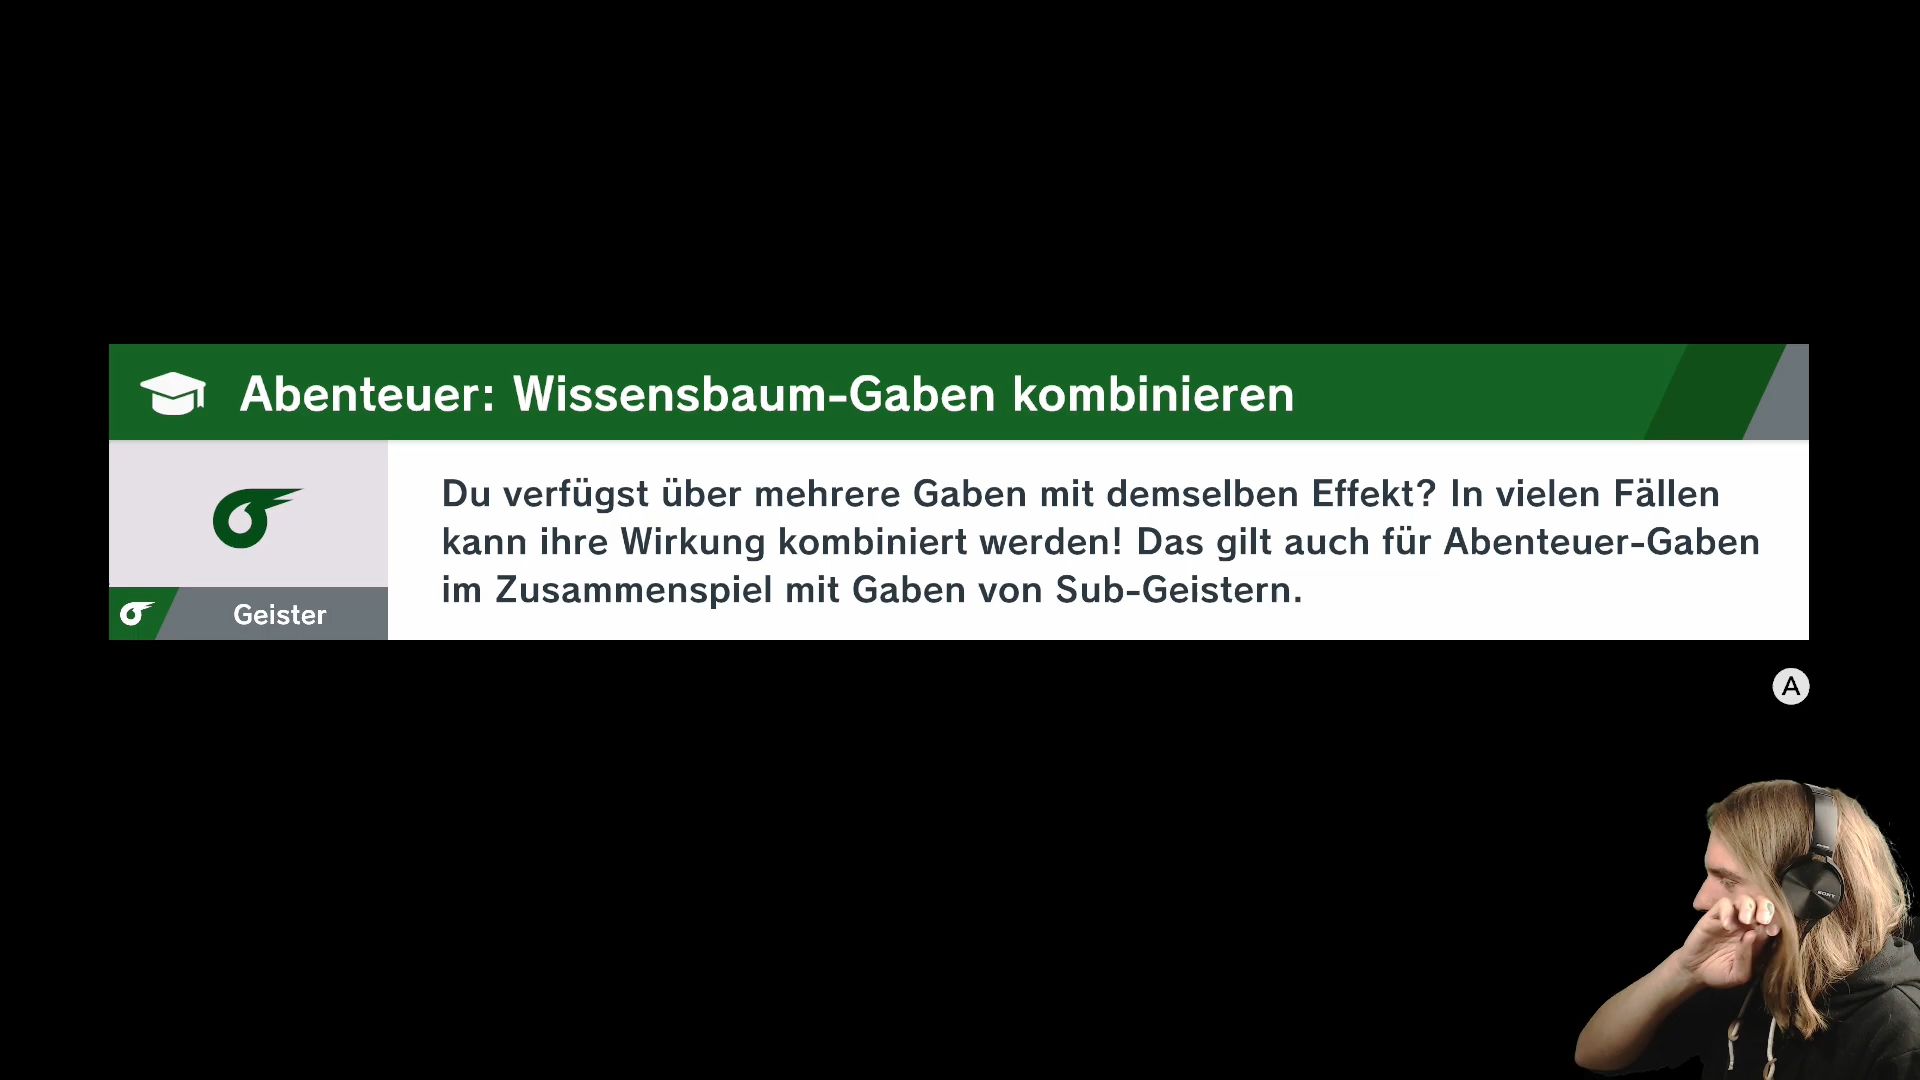 Abenteuer: Wissensbaum-Gaben kombinieren
Du verfügst über mehrere Gaben mit demselben Effekt? In vielen Fällen
kann ihre Wirkung kombiniert werden! Das gilt auch für Abenteuer-Gaben
im Zusammenspiel mit Gaben von Sub-Geistern.
Geister
A
SONY